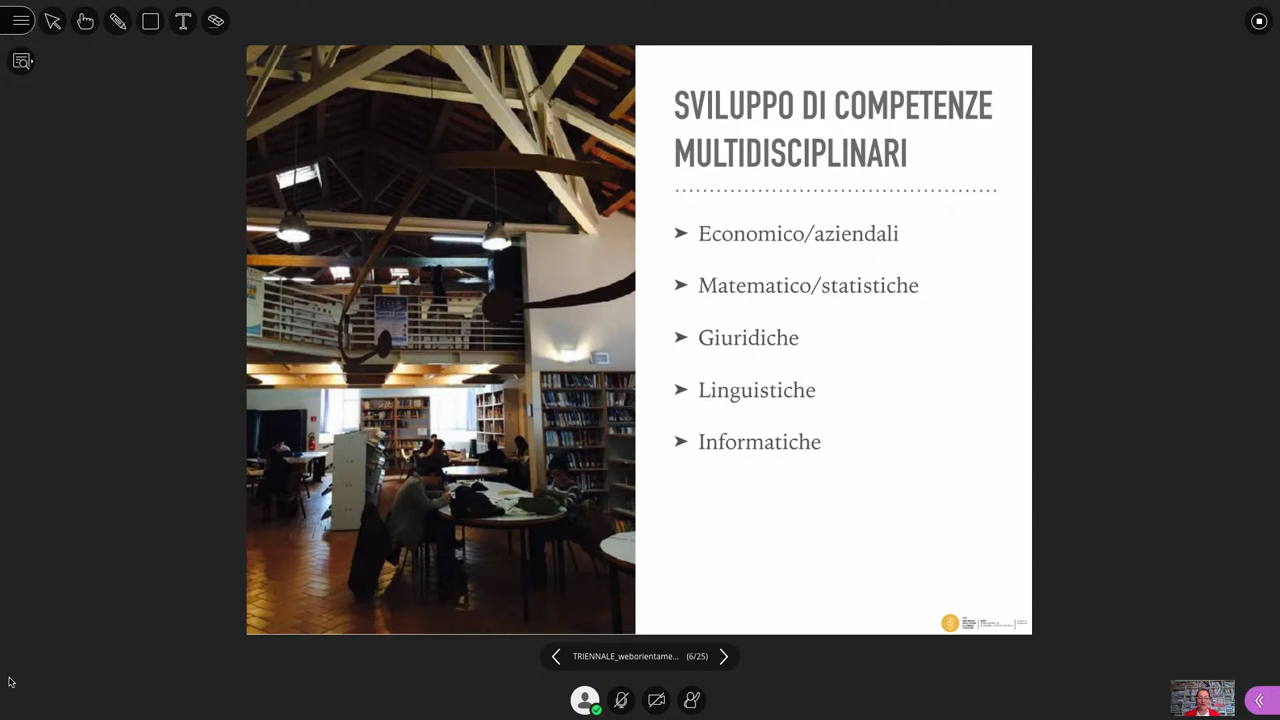 SVILUPPO DI COMPETENZE
MULTIDISCIPLINARI
➤ Economico/aziendali
➤ Matematico/statistiche
➤ Giuridiche
➤ Linguistiche
➤ Informatiche
TRIENNALE_weborientame... (6/25)